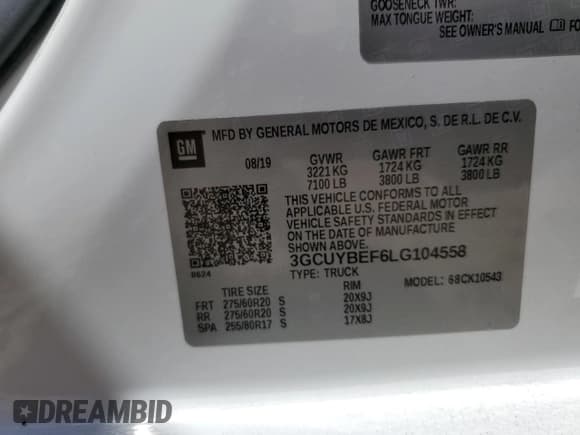 GOOSENECK TWR:
MAX TONGUE WEIGHT:
SEE OWNER'S MANUAL FO
GM
MFD BY GENERAL MOTORS DE MEXICO, S. DE R.L. DE C.V.
08/19 GVWR GAWR FRT GAWR RR
3221 KG 1724 KG 1724 KG
7100 LB 3800 LB 3800 LB
THIS VEHICLE CONFORMS TO ALL
APPLICABLE U.S. FEDERAL MOTOR
VEHICLE SAFETY STANDARDS IN EFFECT
ON THE DATE OF MANUFACTURE
SHOWN ABOVE.
3GCUYBEF6LG104558
0624
TYPE: TRUCK
MODEL: 68CK10543
TIRE SIZE RIM
FRT 275/60R20 S 20X9J
RR 275/60R20 S 20X9J
SPA 255/80R17 S 17X8J
DREAMBID